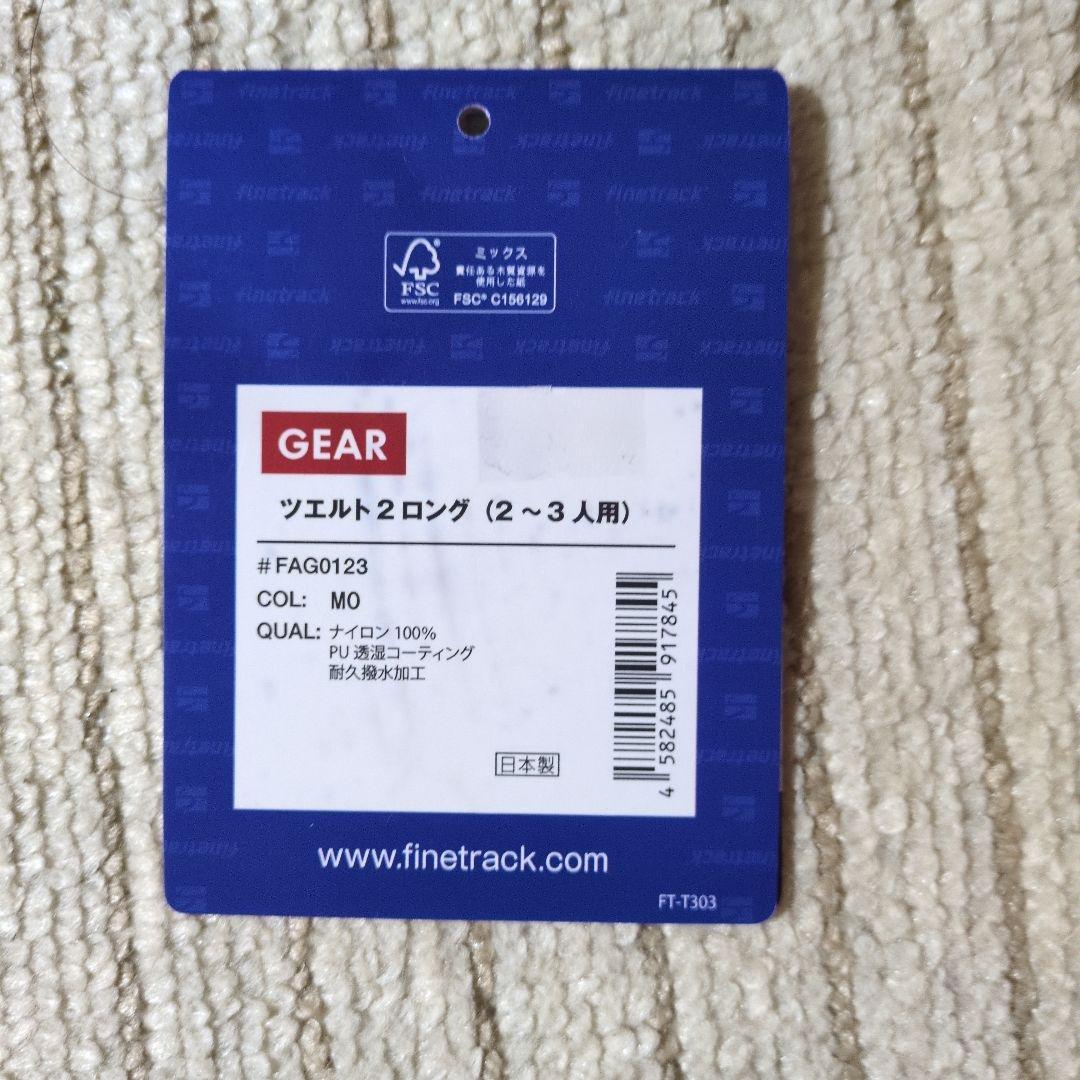 FSC
www.fsc.org
ミックス
責任ある木質資源を
使用した紙
FSC® C156129
GEAR
ツエルト2ロング（2～3人用）
#FAG0123
COL: MO
QUAL: ナイロン 100%
PU 透湿コーティング
耐久撥水加工
日本製
4 582485 917845
www.finetrack.com
FT-T303